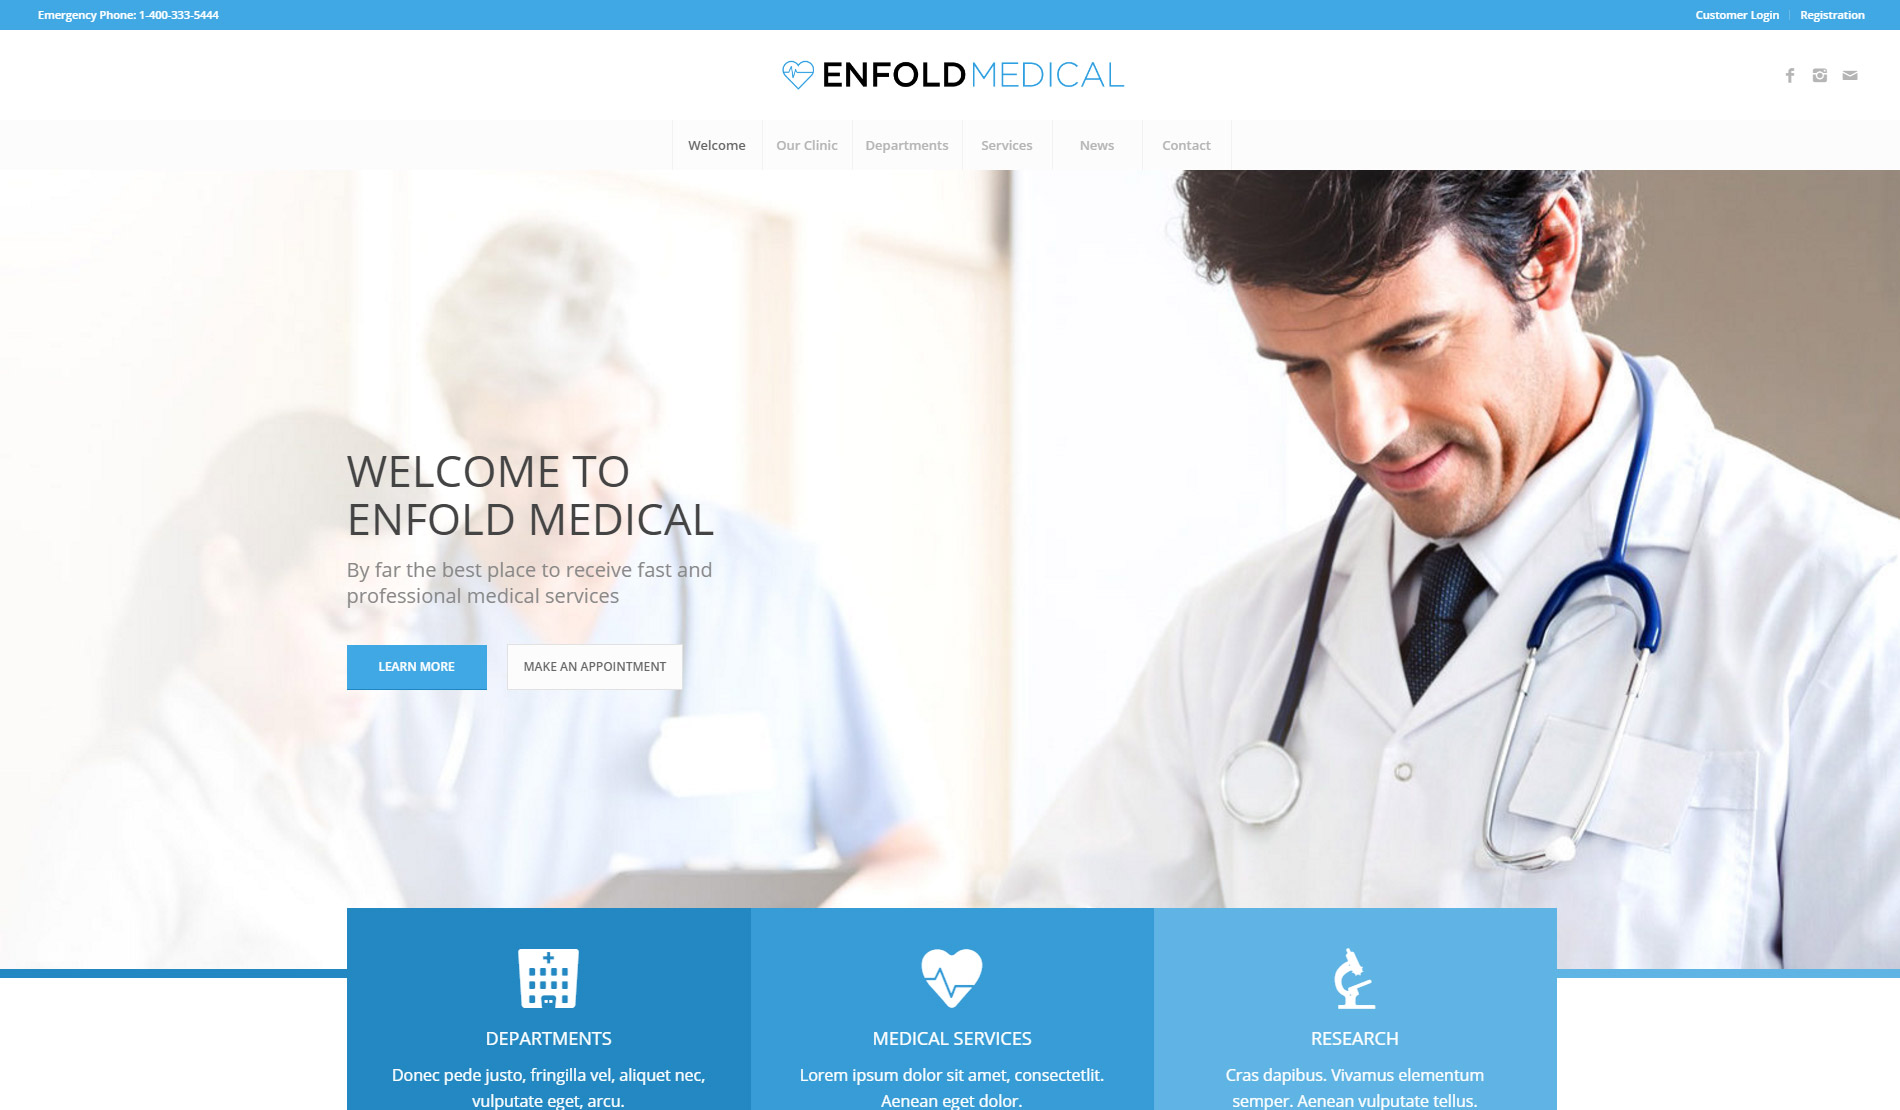 Emergency Phone: 1-400-333-5444
Customer Login
Registration
ENFOLDMEDICAL
Welcome
Our Clinic
Departments
Services
News
Contact
WELCOME TO
ENFOLD MEDICAL
By far the best place to receive fast and
professional medical services
LEARN MORE
MAKE AN APPOINTMENT
DEPARTMENTS
Donec pede justo, fringilla vel, aliquet nec,
vulputate eget, arcu.
MEDICAL SERVICES
Lorem ipsum dolor sit amet, consectetlit.
Aenean eget dolor.
RESEARCH
Cras dapibus. Vivamus elementum
semper. Aenean vulputate tellus.